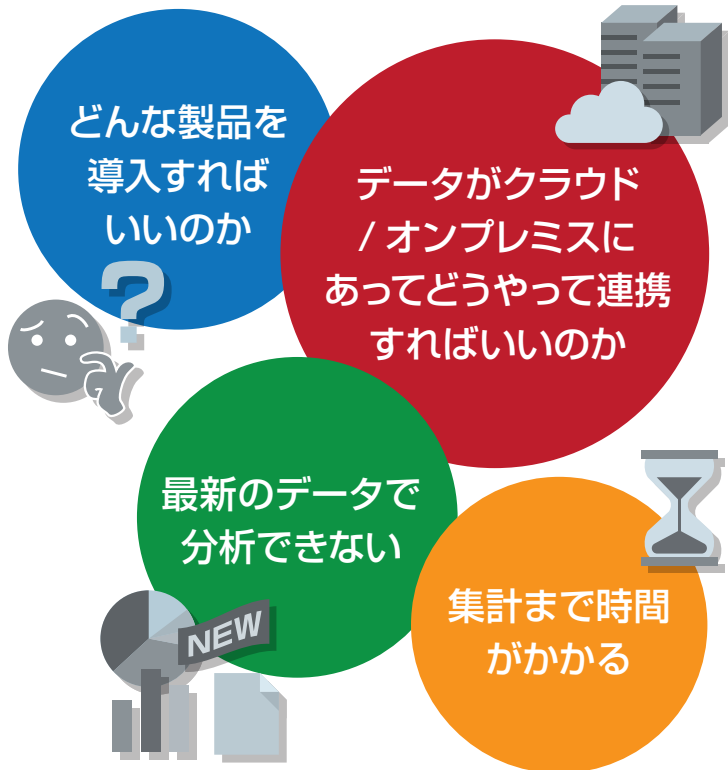 どんな製品を
導入すれば
いいのか
データがクラウド
/ オンプレミスに
あってどうやって連携
すればいいのか
?
最新のデータで
分析できない
NEW
集計まで時間
がかかる